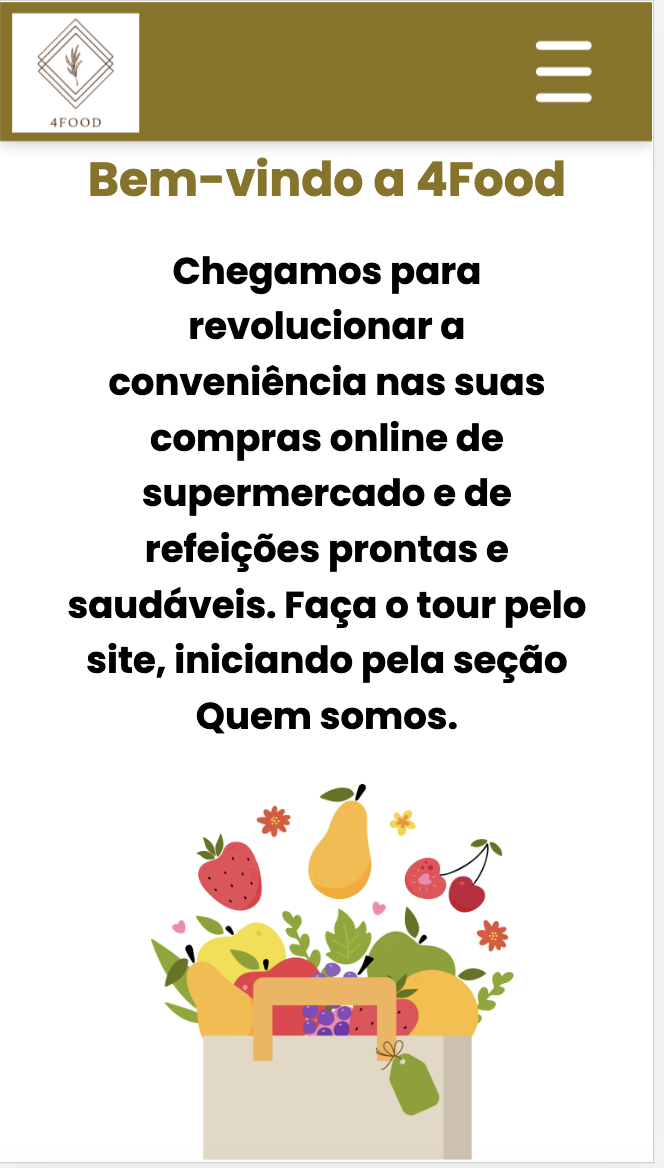 4FOOD
Bem-vindo a 4Food
Chegamos para
revolucionar a
conveniência nas suas
compras online de
supermercado e de
refeições prontas e
saudáveis. Faça o tour pelo
site, iniciando pela seção
Quem somos.